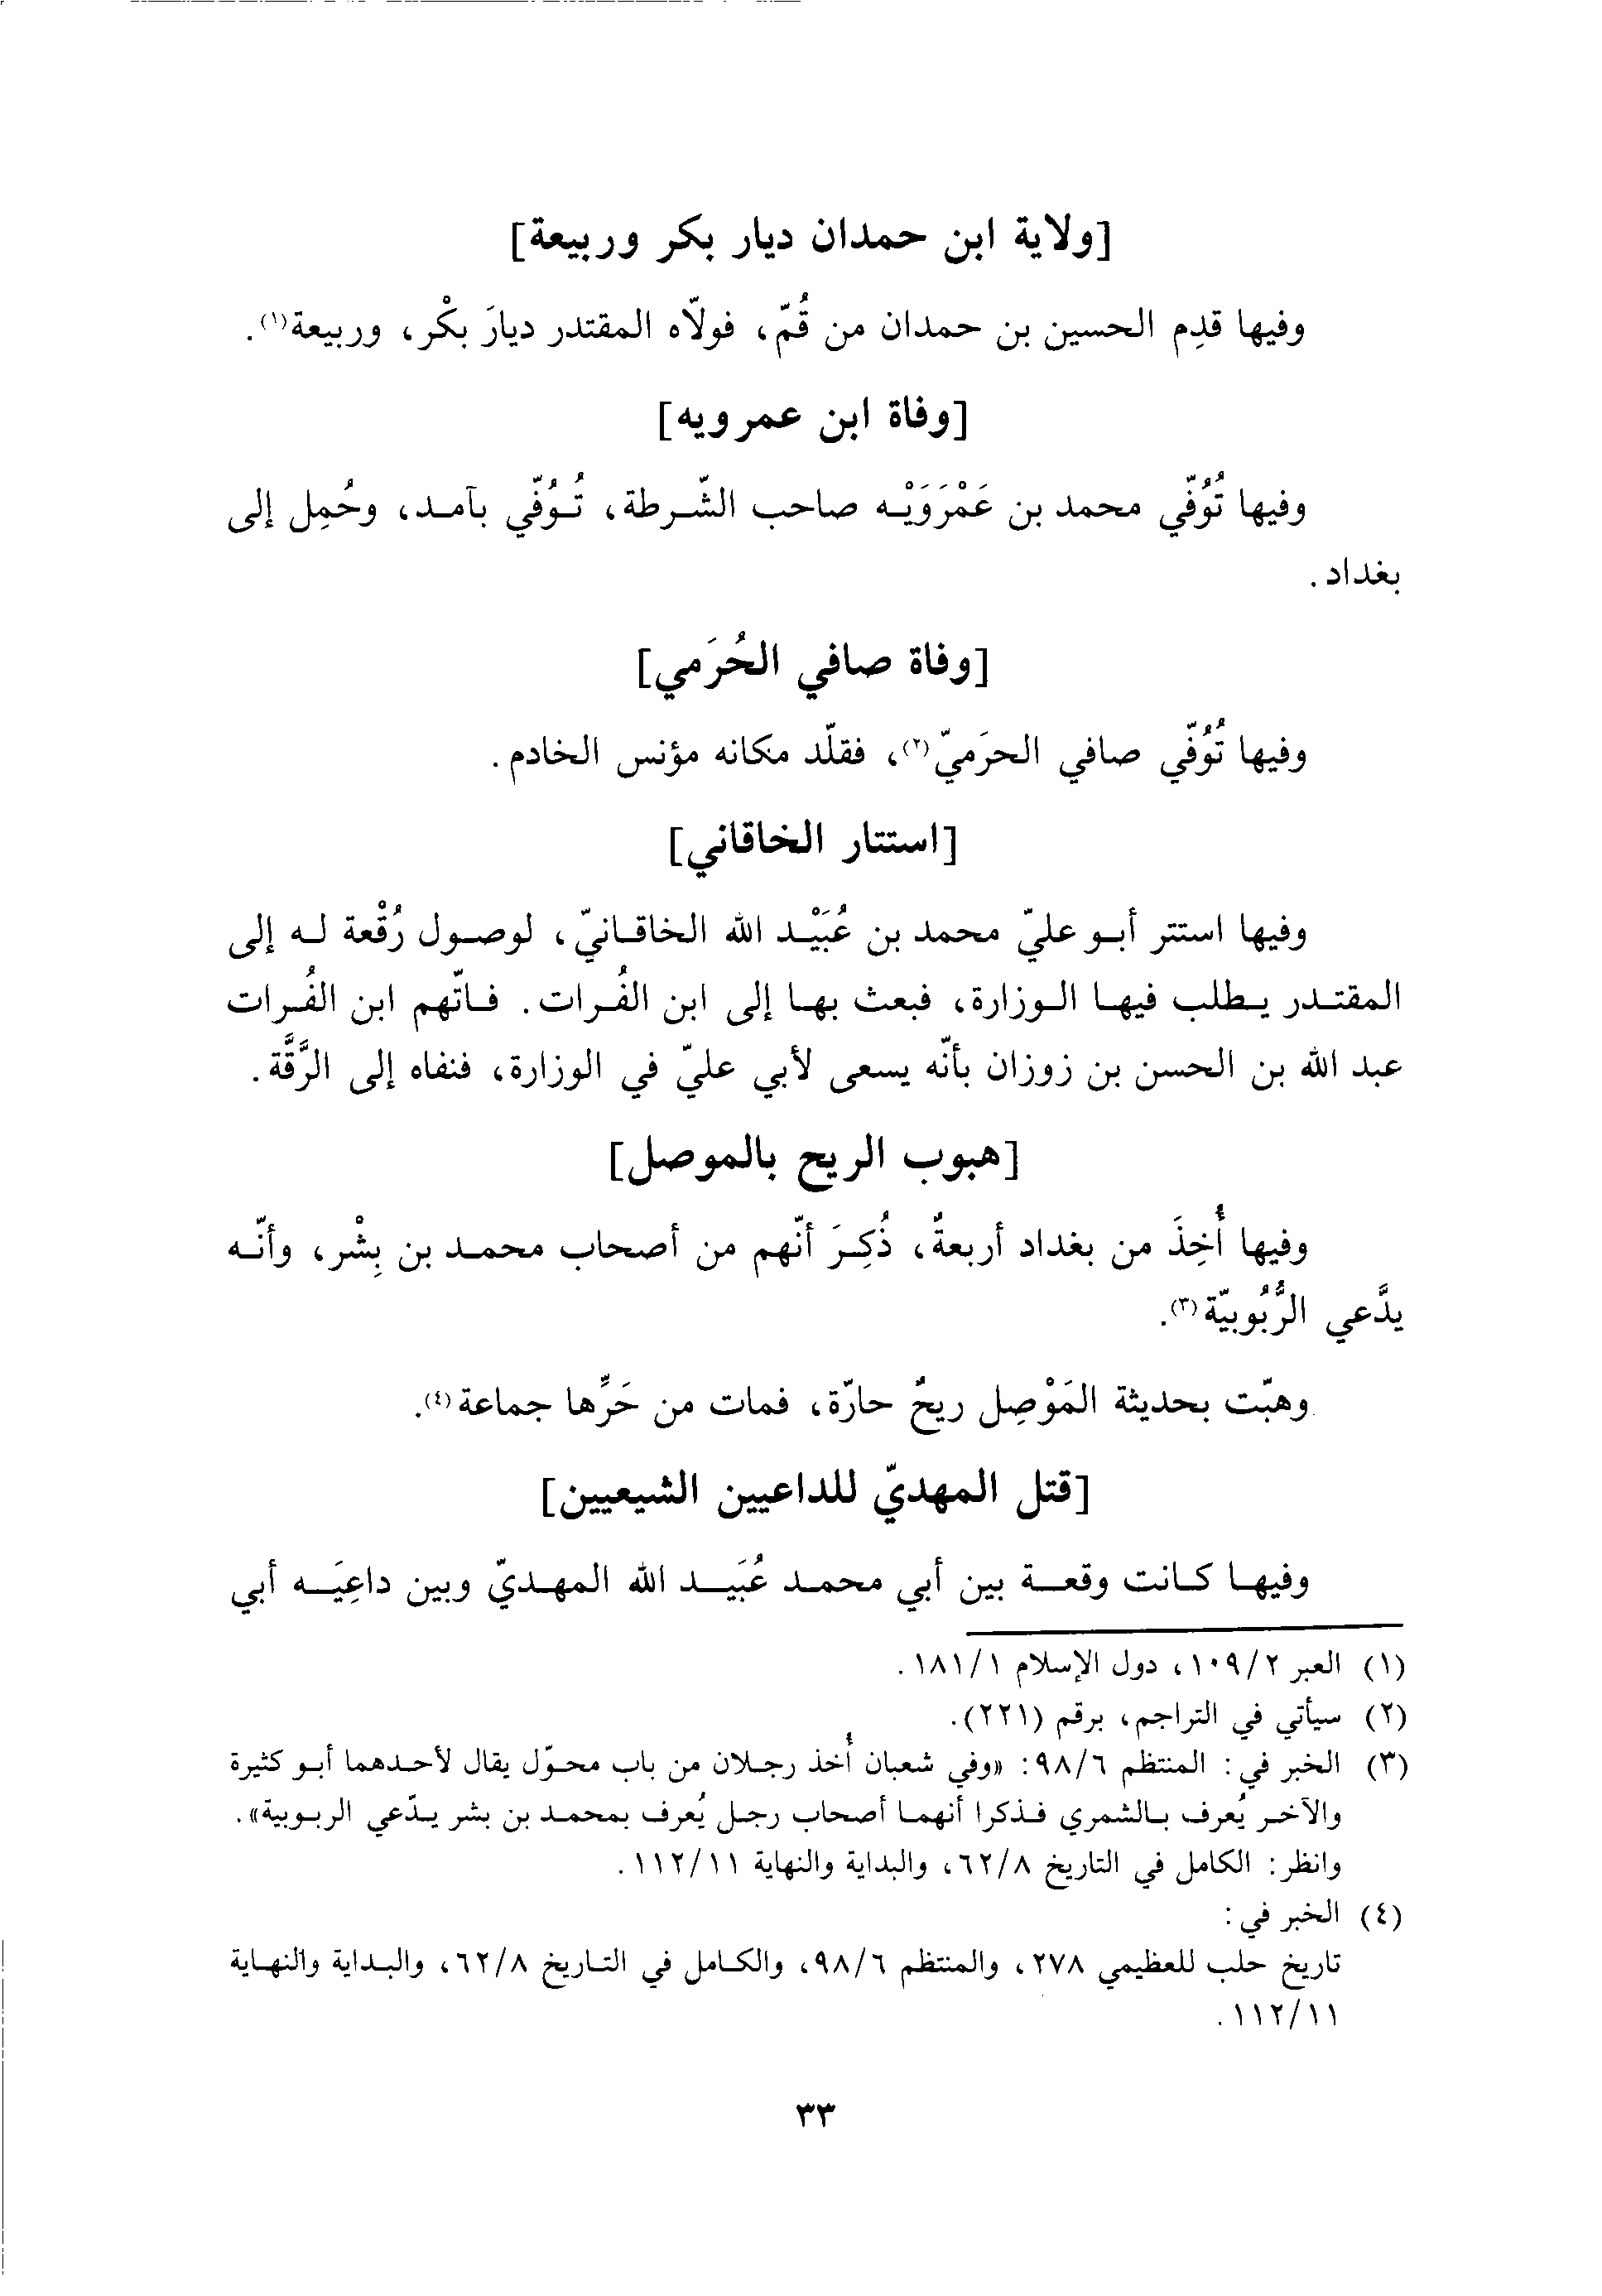 [ولاية ابن حمدان ديار بكر وربيعة]
وفيها قدِم الحسين بن حمدان من قُمّ، فولاّه المقتدر ديارَ بكْر، وربيعة(١).
[وفاة ابن عمرويه]
وفيها تُوُفّي محمد بن عَمْرَوَيْه صاحب الشّرطة، تُوُفّي بآمد، وحُمِل إلى
بغداد.
[وفاة صافي الحُرَمي]
وفيها تُوُفّي صافي الحرَميّ(٢)، فقلّد مكانه مؤنس الخادم.
[استتار الخاقاني]
وفيها استتر أبو عليّ محمد بن عُبَيْد الله الخاقانيّ، لوصول رُقْعة له إلى
المقتدر يطلب فيها الوزارة، فبعث بها إلى ابن الفُرات. فاتّهم ابن الفُرات
عبد الله بن الحسن بن زوزان بأنّه يسعى لأبي عليّ في الوزارة، فنفاه إلى الرَّقَّة.
[هبوب الريح بالموصل]
وفيها أُخِذَ من بغداد أربعةٌ، ذُكِرَ أنّهم من أصحاب محمد بن بِشْر، وأنّه
يدَّعي الرُّبُوبيّة(٣).
وهبّت بحديثة المَوْصِل ريحٌ حارّة، فمات من حَرِّها جماعة(٤).
[قتل المهديّ للداعيين الشيعيين]
وفيها كانت وقعة بين أبي محمد عُبَيد الله المهديّ وبين داعِيَه أبي
(١) العبر ١٠٩/٢، دول الإسلام ١٨١/١.
(٢) سيأتي في التراجم، برقم (٢٢١).
(٣) الخبر في: المنتظم ٩٨/٦: «وفي شعبان أُخذ رجلان من باب محوّل يقال لأحدهما أبو كثيرة
والآخر يُعرف بالشمري فذكرا أنهما أصحاب رجل يُعرف بمحمد بن بشر يدّعي الربوبية».
وانظر: الكامل في التاريخ ٦٢/٨، والبداية والنهاية ١١٢/١١.
(٤) الخبر في:
تاريخ حلب للعظيمي ٢٧٨، والمنتظم ٩٨/٦، والكامل في التاريخ ٦٢/٨، والبداية والنهاية
١١٢/١١.
٣٣